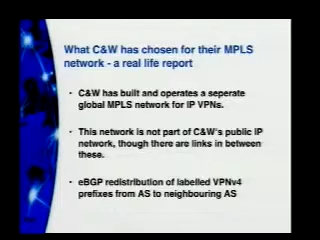 What C&W has chosen for their MPLS
network - a real life report
• C&W has built and operates a seperate
global MPLS network for IP VPNs.
• This network is not part of C&W's public IP
network, though there are links in between
these.
• eBGP redistribution of labelled VPNv4
prefixes from AS to neighbouring AS